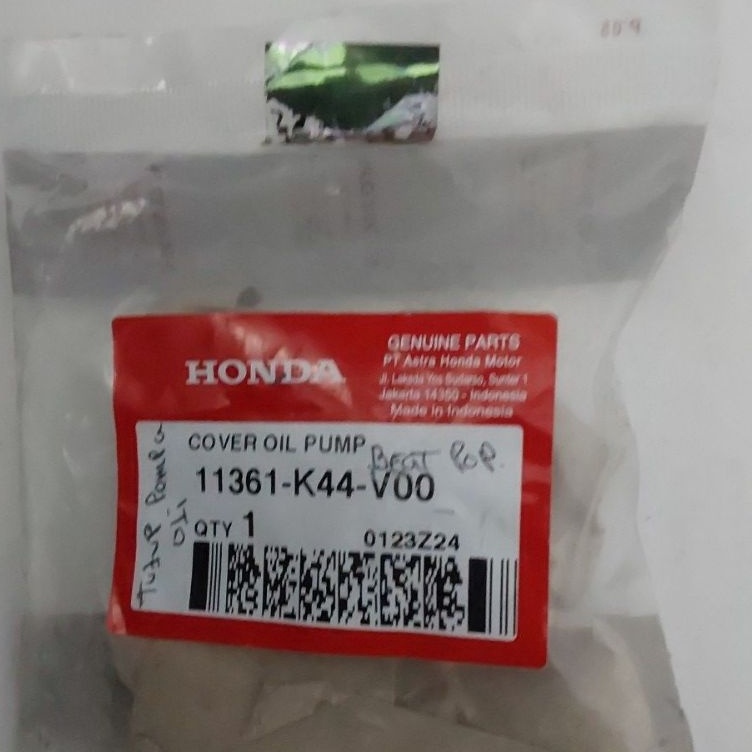 HONDA
GENUINE PARTS
PT Astra Honda Motor
Jl. Laksda Yos Sudarso, Sunter 1
Jakarta 14350 - Indonesia
Made in Indonesia
COVER OIL PUMP
BEAT POP.
11361-K44-V00
QTY 1
0123Z24
Tutup Pompa
oli